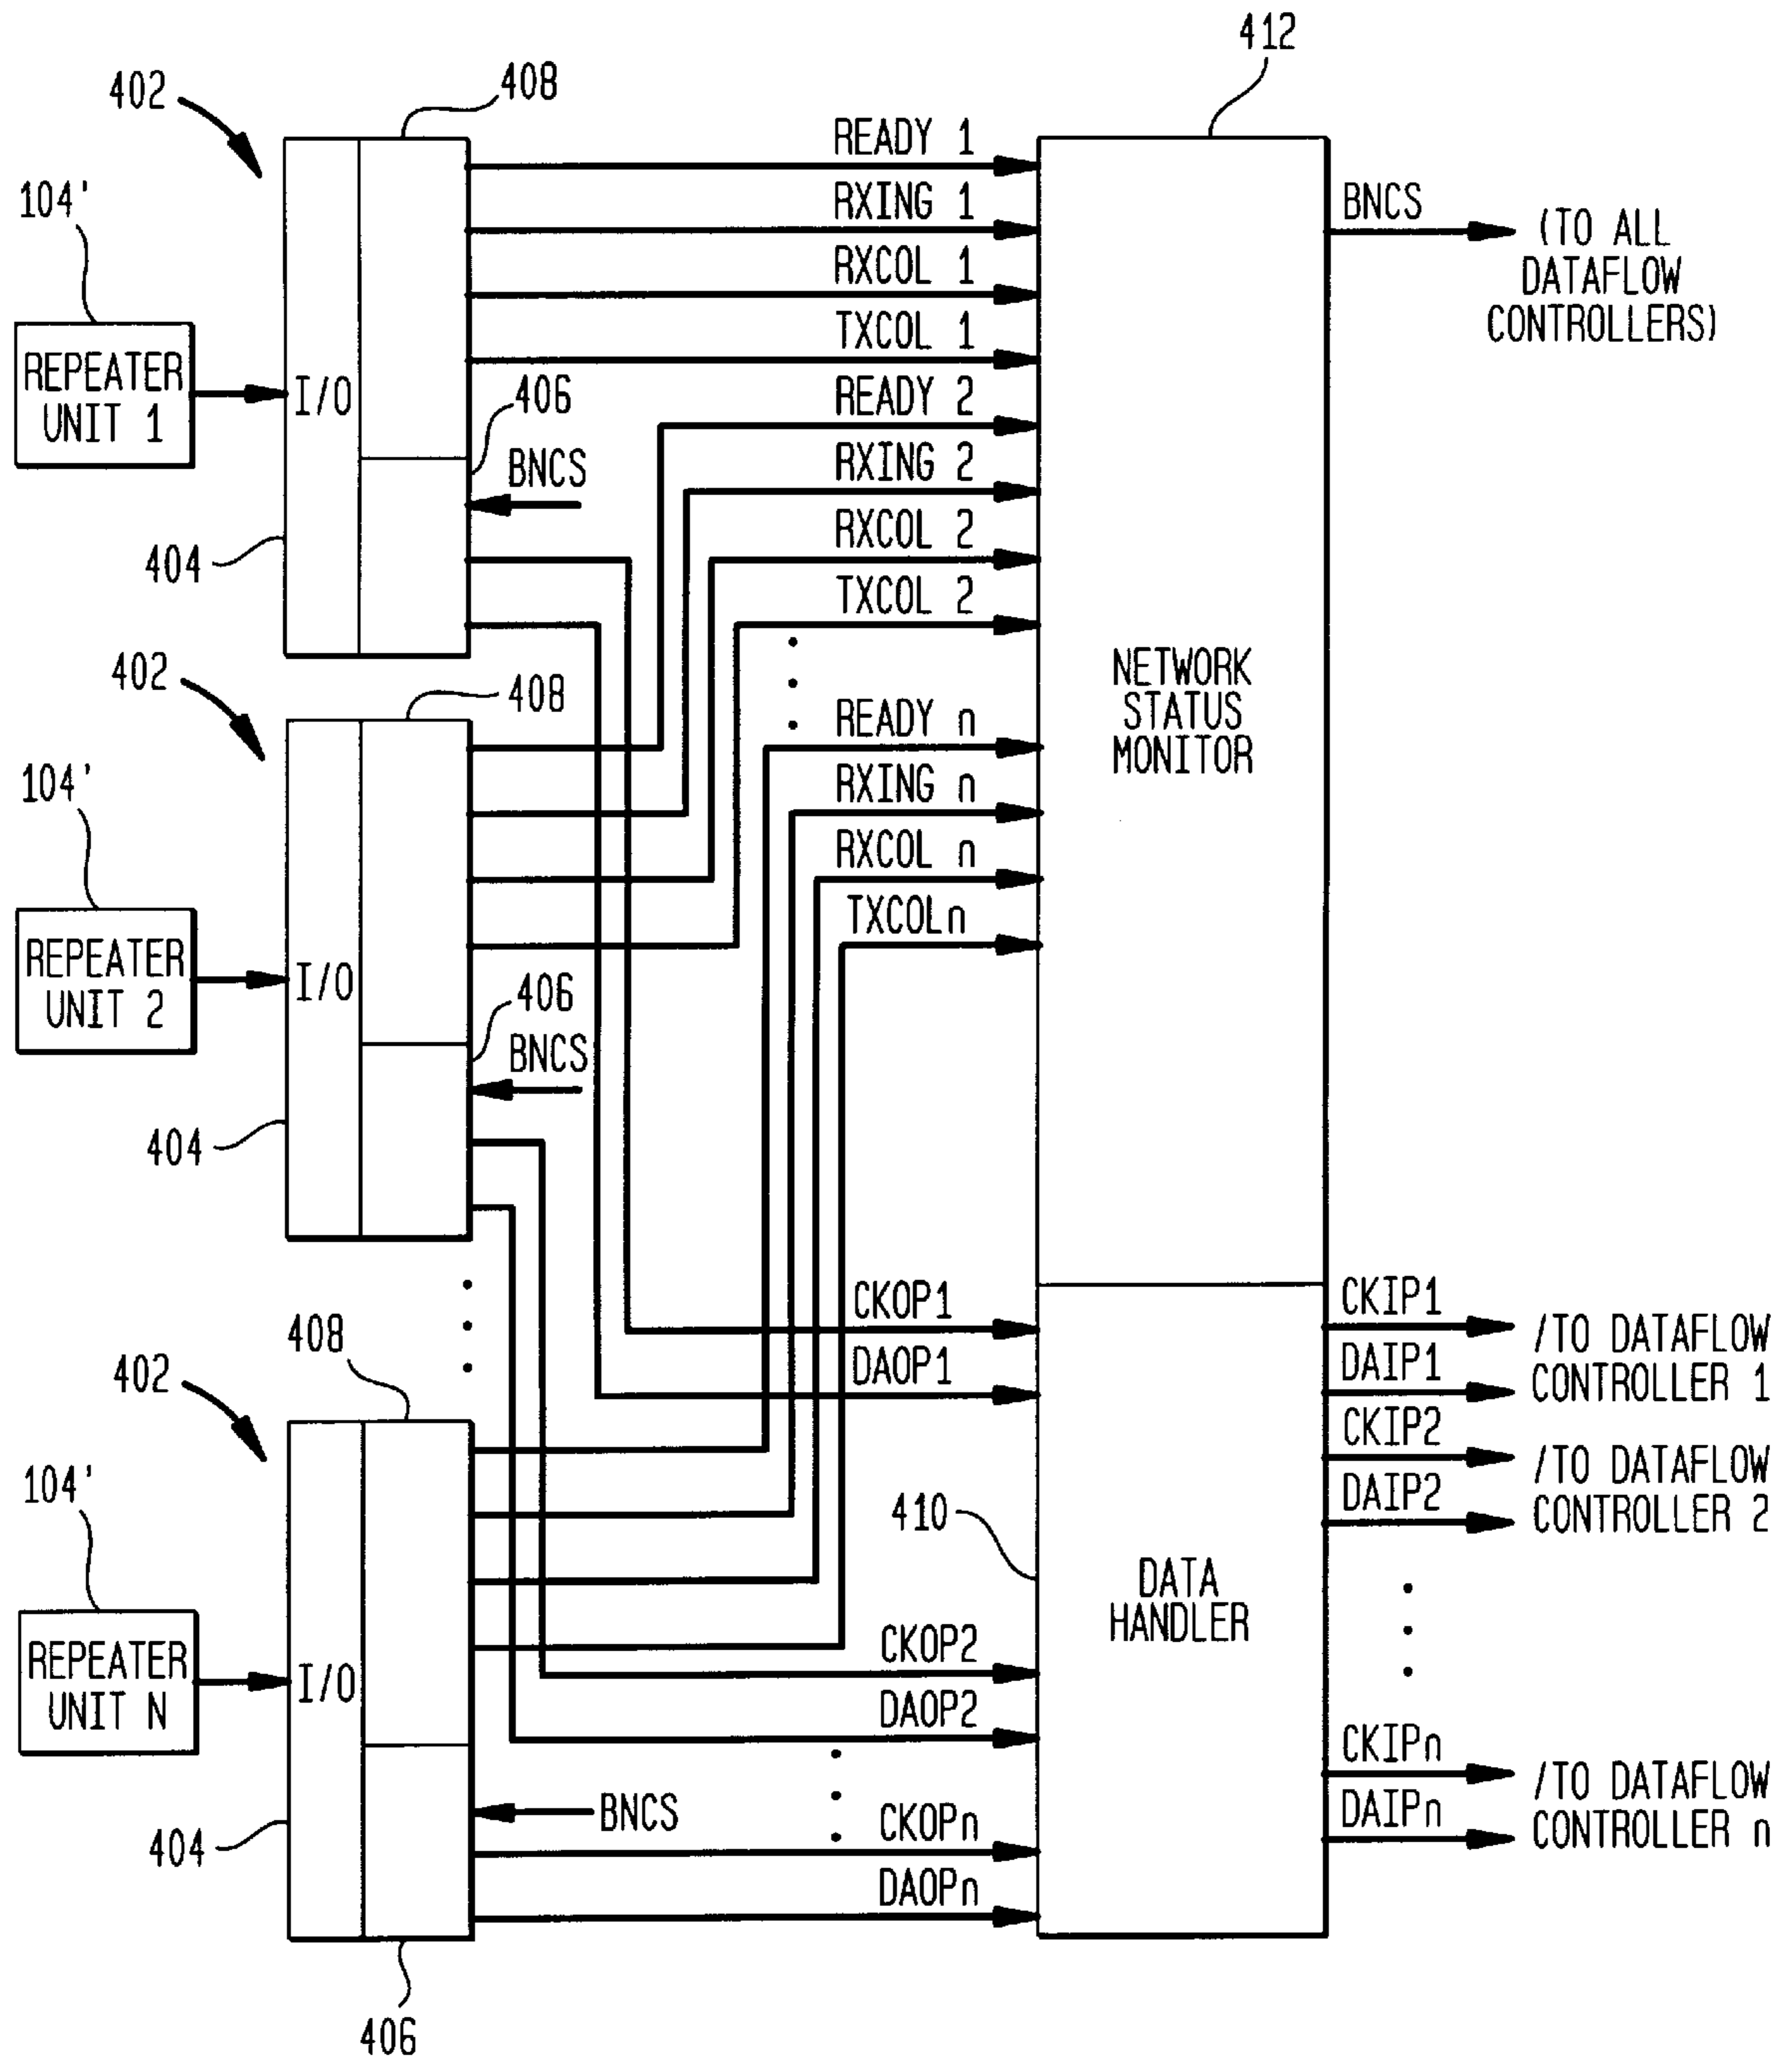 412
402
408
READY 1
RXING 1
RXCOL 1
TXCOL 1
BNCS
(TO ALL
DATAFLOW
CONTROLLERS)
104'
REPEATER
UNIT 1
I/O
406
BNCS
404
READY 2
RXING 2
RXCOL 2
TXCOL 2
NETWORK
STATUS
MONITOR
402
408
104'
REPEATER
UNIT 2
I/O
406
BNCS
404
READY n
RXING n
RXCOL n
TXCOLn
CKOP1
DAOP1
CKIP1
DAIP1
/TO DATAFLOW
CONTROLLER 1
CKIP2
DAIP2
/TO DATAFLOW
CONTROLLER 2
408
402
104'
REPEATER
UNIT N
I/O
410
DATA
HANDLER
CKOP2
DAOP2
BNCS
404
CKOPn
DAOPn
CKIPn
DAIPn
/TO DATAFLOW
CONTROLLER n
406